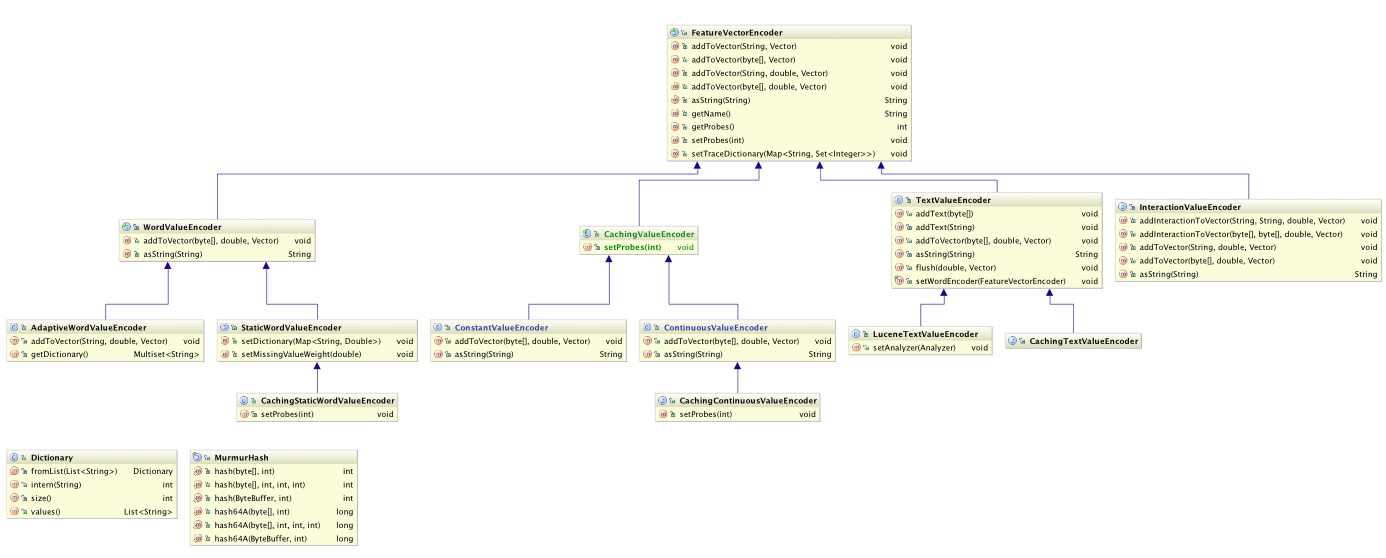 FeatureVectorEncoder
addToVector(String, Vector) void
addToVector(byte[], Vector) void
addToVector(String, double, Vector) void
addToVector(byte[], double, Vector) void
asString(String) String
getName() String
getProbes() int
setProbes(int) void
setTraceDictionary(Map<String, Set<Integer>>) void
WordValueEncoder
addToVector(byte[], double, Vector) void
asString(String) String
CachingValueEncoder
setProbes(int) void
TextValueEncoder
addText(byte[]) void
addText(String) void
addToVector(byte[], double, Vector) void
asString(String) String
flush(double, Vector) void
setWordEncoder(FeatureVectorEncoder) void
InteractionValueEncoder
addInteractionToVector(String, String, double, Vector) void
addInteractionToVector(byte[], byte[], double, Vector) void
addToVector(String, double, Vector) void
addToVector(byte[], double, Vector) void
asString(String) String
AdaptiveWordValueEncoder
addToVector(String, double, Vector) void
getDictionary() Multiset<String>
StaticWordValueEncoder
setDictionary(Map<String, Double>) void
setMissingValueWeight(double) void
ConstantValueEncoder
addToVector(byte[], double, Vector) void
asString(String) String
ContinuousValueEncoder
addToVector(byte[], double, Vector) void
asString(String) String
LuceneTextValueEncoder
setAnalyzer(Analyzer) void
CachingTextValueEncoder
CachingStaticWordValueEncoder
setProbes(int) void
CachingContinuousValueEncoder
setProbes(int) void
Dictionary
fromList(List<String>) Dictionary
intern(String) int
size() int
values() List<String>
MurmurHash
hash(byte[], int) int
hash(byte[], int, int, int) int
hash(ByteBuffer, int) int
hash64A(byte[], int) long
hash64A(byte[], int, int, int) long
hash64A(ByteBuffer, int) long